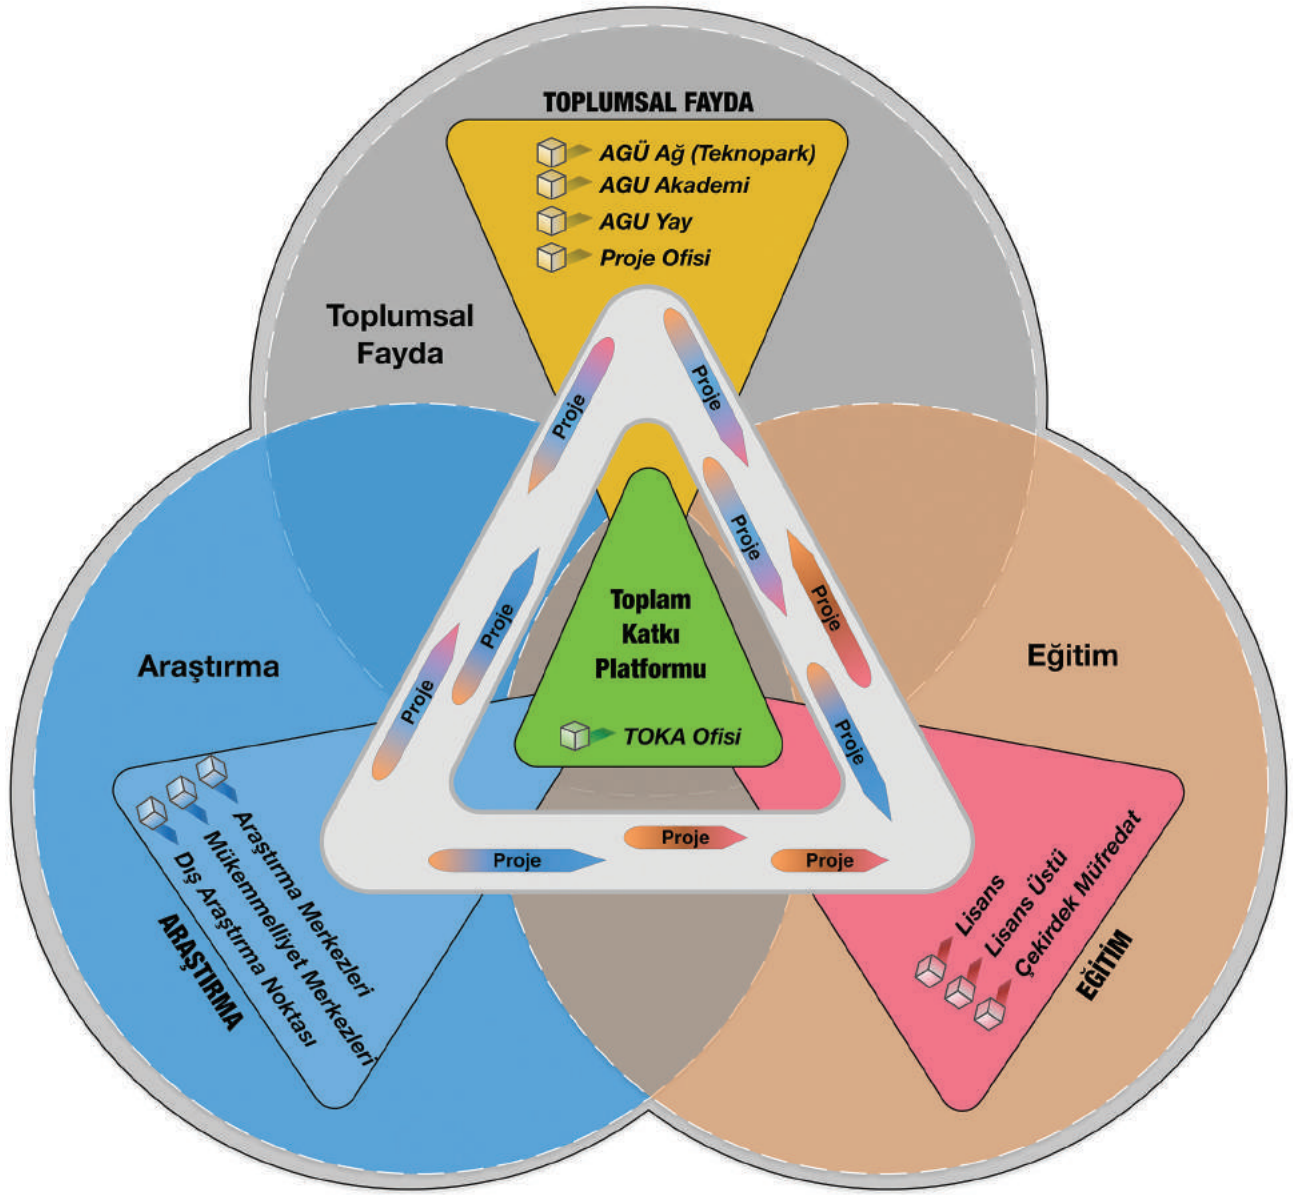 TOPLUMSAL FAYDA
AGÜ Ağ (Teknopark)
AGU Akademi
AGU Yay
Proje Ofisi
Toplumsal
Fayda
Proje
Proje
Proje
Proje
Proje
Proje
Proje
Proje
Toplam
Katkı
Platformu
TOKA Ofisi
Araştırma
Eğitim
Proje
Proje
Proje
Araştırma Merkezleri
Mükemmelliyet Merkezleri
Dış Araştırma Noktası
ARAŞTIRMA
Lisans
Lisans Üstü
Çekirdek Müfredat
EĞİTİM